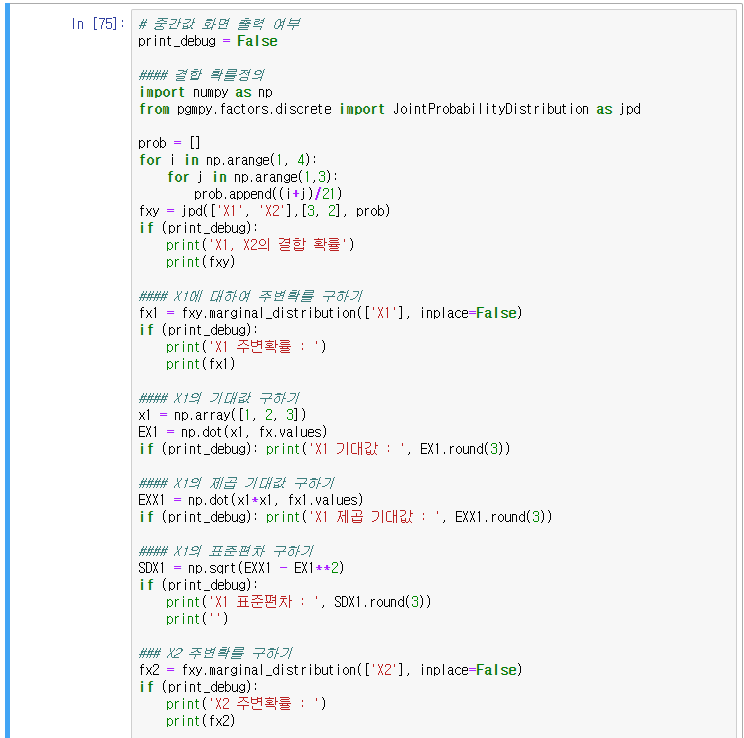 In [75]:
# 중간값 화면 출력 여부
print_debug = False

#### 결합 확률정의
import numpy as np
from pgmpy.factors.discrete import JointProbabilityDistribution as jpd

prob = []
for i in np.arange(1, 4):
    for j in np.arange(1,3):
        prob.append((i+j)/21)
fxy = jpd(['X1', 'X2'],[3, 2], prob)
if (print_debug):
    print('X1, X2의 결합 확률')
    print(fxy)

#### X1에 대하여 주변확률 구하기
fx1 = fxy.marginal_distribution(['X1'], inplace=False)
if (print_debug):
    print('X1 주변확률 : ')
    print(fx1)

#### X1의 기대값 구하기
x1 = np.array([1, 2, 3])
EX1 = np.dot(x1, fx.values)
if (print_debug): print('X1 기대값 : ', EX1.round(3))

#### X1의 제곱 기대값 구하기
EXX1 = np.dot(x1*x1, fx1.values)
if (print_debug): print('X1 제곱 기대값 : ', EXX1.round(3))

#### X1의 표준편차 구하기
SDX1 = np.sqrt(EXX1 - EX1**2)
if (print_debug):
    print('X1 표준편차 : ', SDX1.round(3))
    print('')

### X2 주변확률 구하기
fx2 = fxy.marginal_distribution(['X2'], inplace=False)
if (print_debug):
    print('X2 주변확률 : ')
    print(fx2)